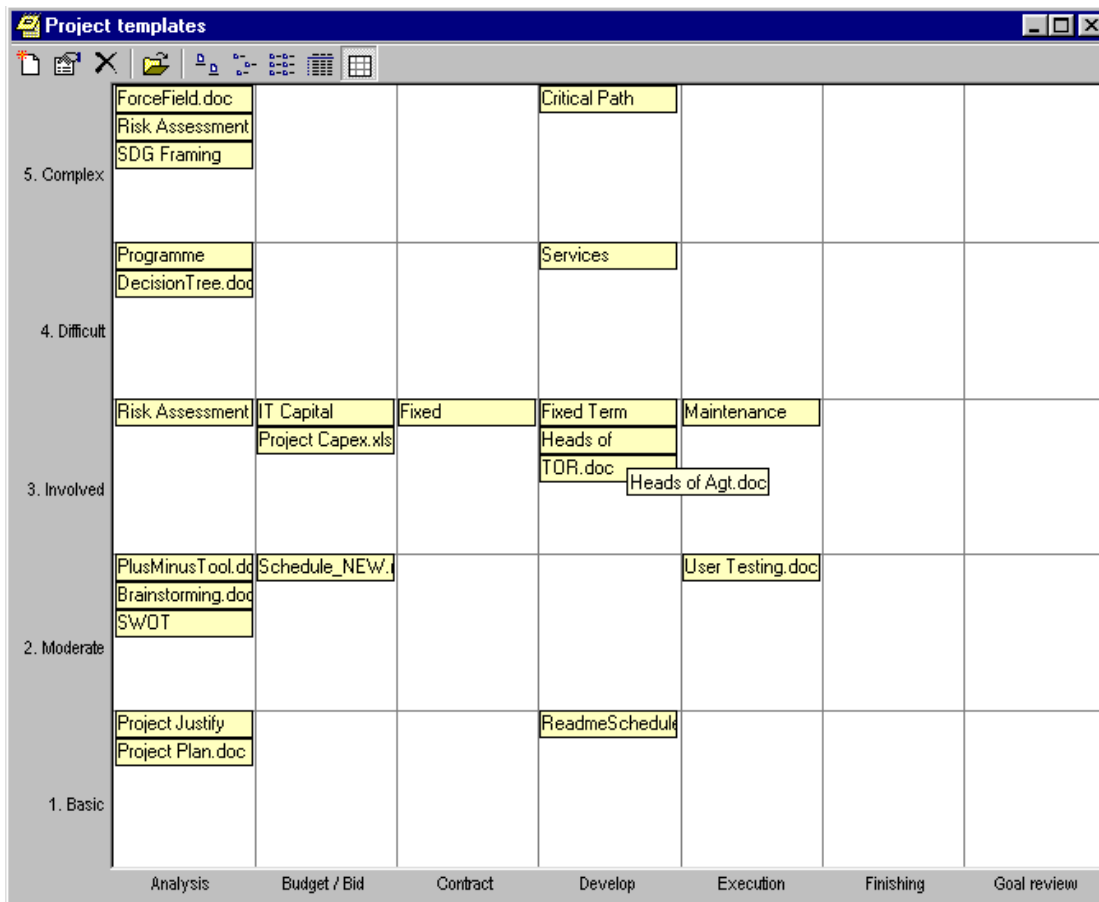 Project templates
ForceField.doc
Critical Path
Risk Assessment
SDG Framing
5. Complex
Programme
Services
DecisionTree.doc
4. Difficult
Risk Assessment
IT Capital
Fixed
Fixed Term
Maintenance
Project Capex.xls
Heads of
TOR.doc
Heads of Agt.doc
3. Involved
PlusMinusTool.do
Schedule_NEW.
User Testing.doc
Brainstorming.doc
SWOT
2. Moderate
Project Justify
ReadmeSchedule
Project Plan.doc
1. Basic
Analysis
Budget / Bid
Contract
Develop
Execution
Finishing
Goal review